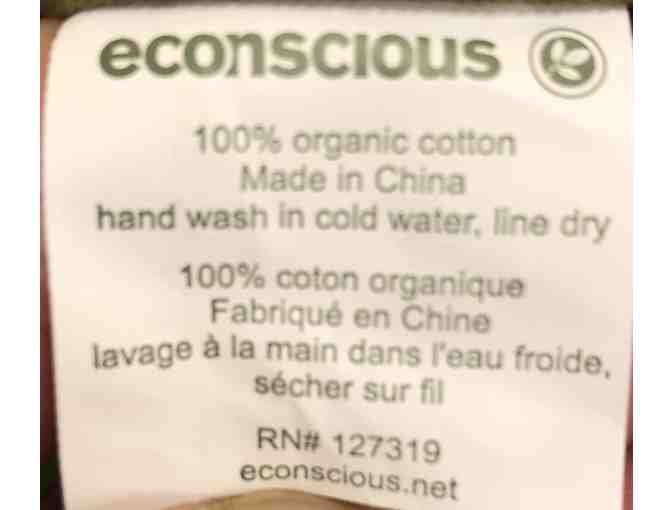 econscious
100% organic cotton
Made in China
hand wash in cold water, line dry
100% coton organique
Fabriqué en Chine
lavage à la main dans l'eau froide,
sécher sur fil
RN# 127319
econscious.net